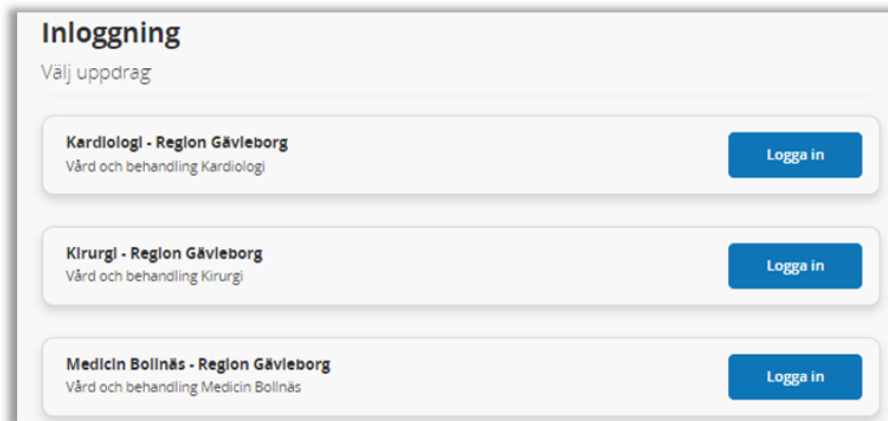 Inloggning
Välj uppdrag
Kardiologi - Region Gävleborg
Vård och behandling Kardiologi
Logga in
Kirurgi - Region Gävleborg
Vård och behandling Kirurgi
Logga in
Medicin Bollnäs - Region Gävleborg
Vård och behandling Medicin Bollnäs
Logga in